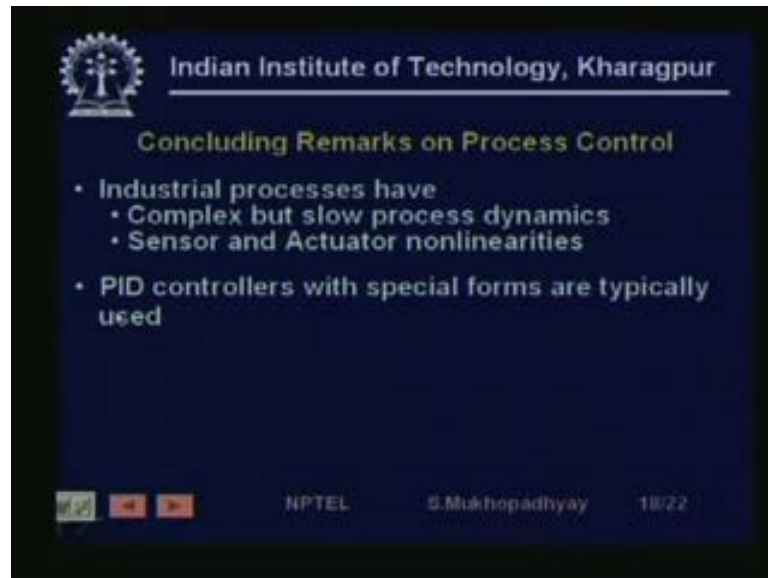 Indian Institute of Technology, Kharagpur
Concluding Remarks on Process Control
• Industrial processes have
• Complex but slow process dynamics
• Sensor and Actuator nonlinearities
• PID controllers with special forms are typically
used
NPTEL S.Mukhopadhyay 18/22